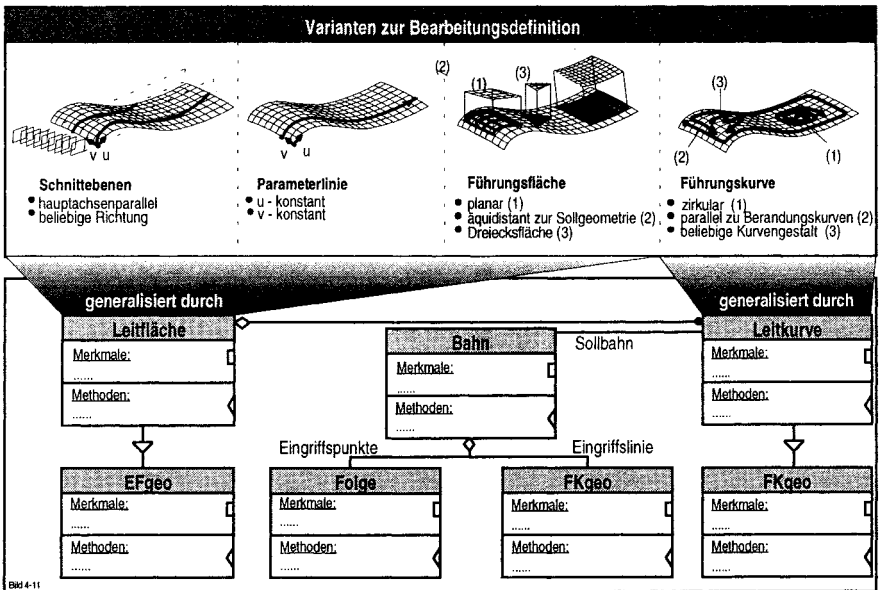 Varianten zur Bearbeitungsdefinition
v u
Schnittebenen
• hauptachsenparallel
• beliebige Richtung
v u
Parameterlinie
• u - konstant
• v - konstant
(2)
(1)
(3)
Führungsfläche
• planar (1)
• äquidistant zur Sollgeometrie (2)
• Dreiecksfläche (3)
(3)
(2)
(1)
Führungskurve
• zirkular (1)
• parallel zu Berandungskurven (2)
• beliebige Kurvengestalt (3)
generalisiert durch
generalisiert durch
Leitfläche
Merkmale:
......
Methoden:
......
Bahn
Merkmale:
......
Methoden:
......
Sollbahn
Leitkurve
Merkmale:
......
Methoden:
......
Eingriffspunkte
Eingriffslinie
EFgeo
Merkmale:
......
Methoden:
......
Folge
Merkmale:
......
Methoden:
......
FKgeo
Merkmale:
......
Methoden:
......
FKgeo
Merkmale:
......
Methoden:
......
Bild 4-11